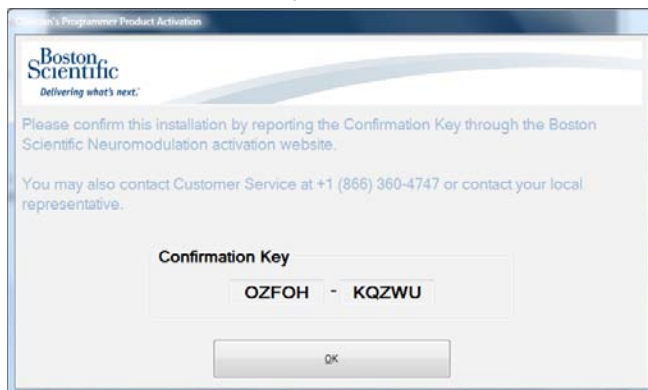 Clinician's Programmer Product Activation
Boston
Scientific
Delivering what's next.
Please confirm this installation by reporting the Confirmation Key through the Boston
Scientific Neuromodulation activation website.
You may also contact Customer Service at +1 (866) 360-4747 or contact your local
representative.
Confirmation Key
OZFOH - KQZWU
OK